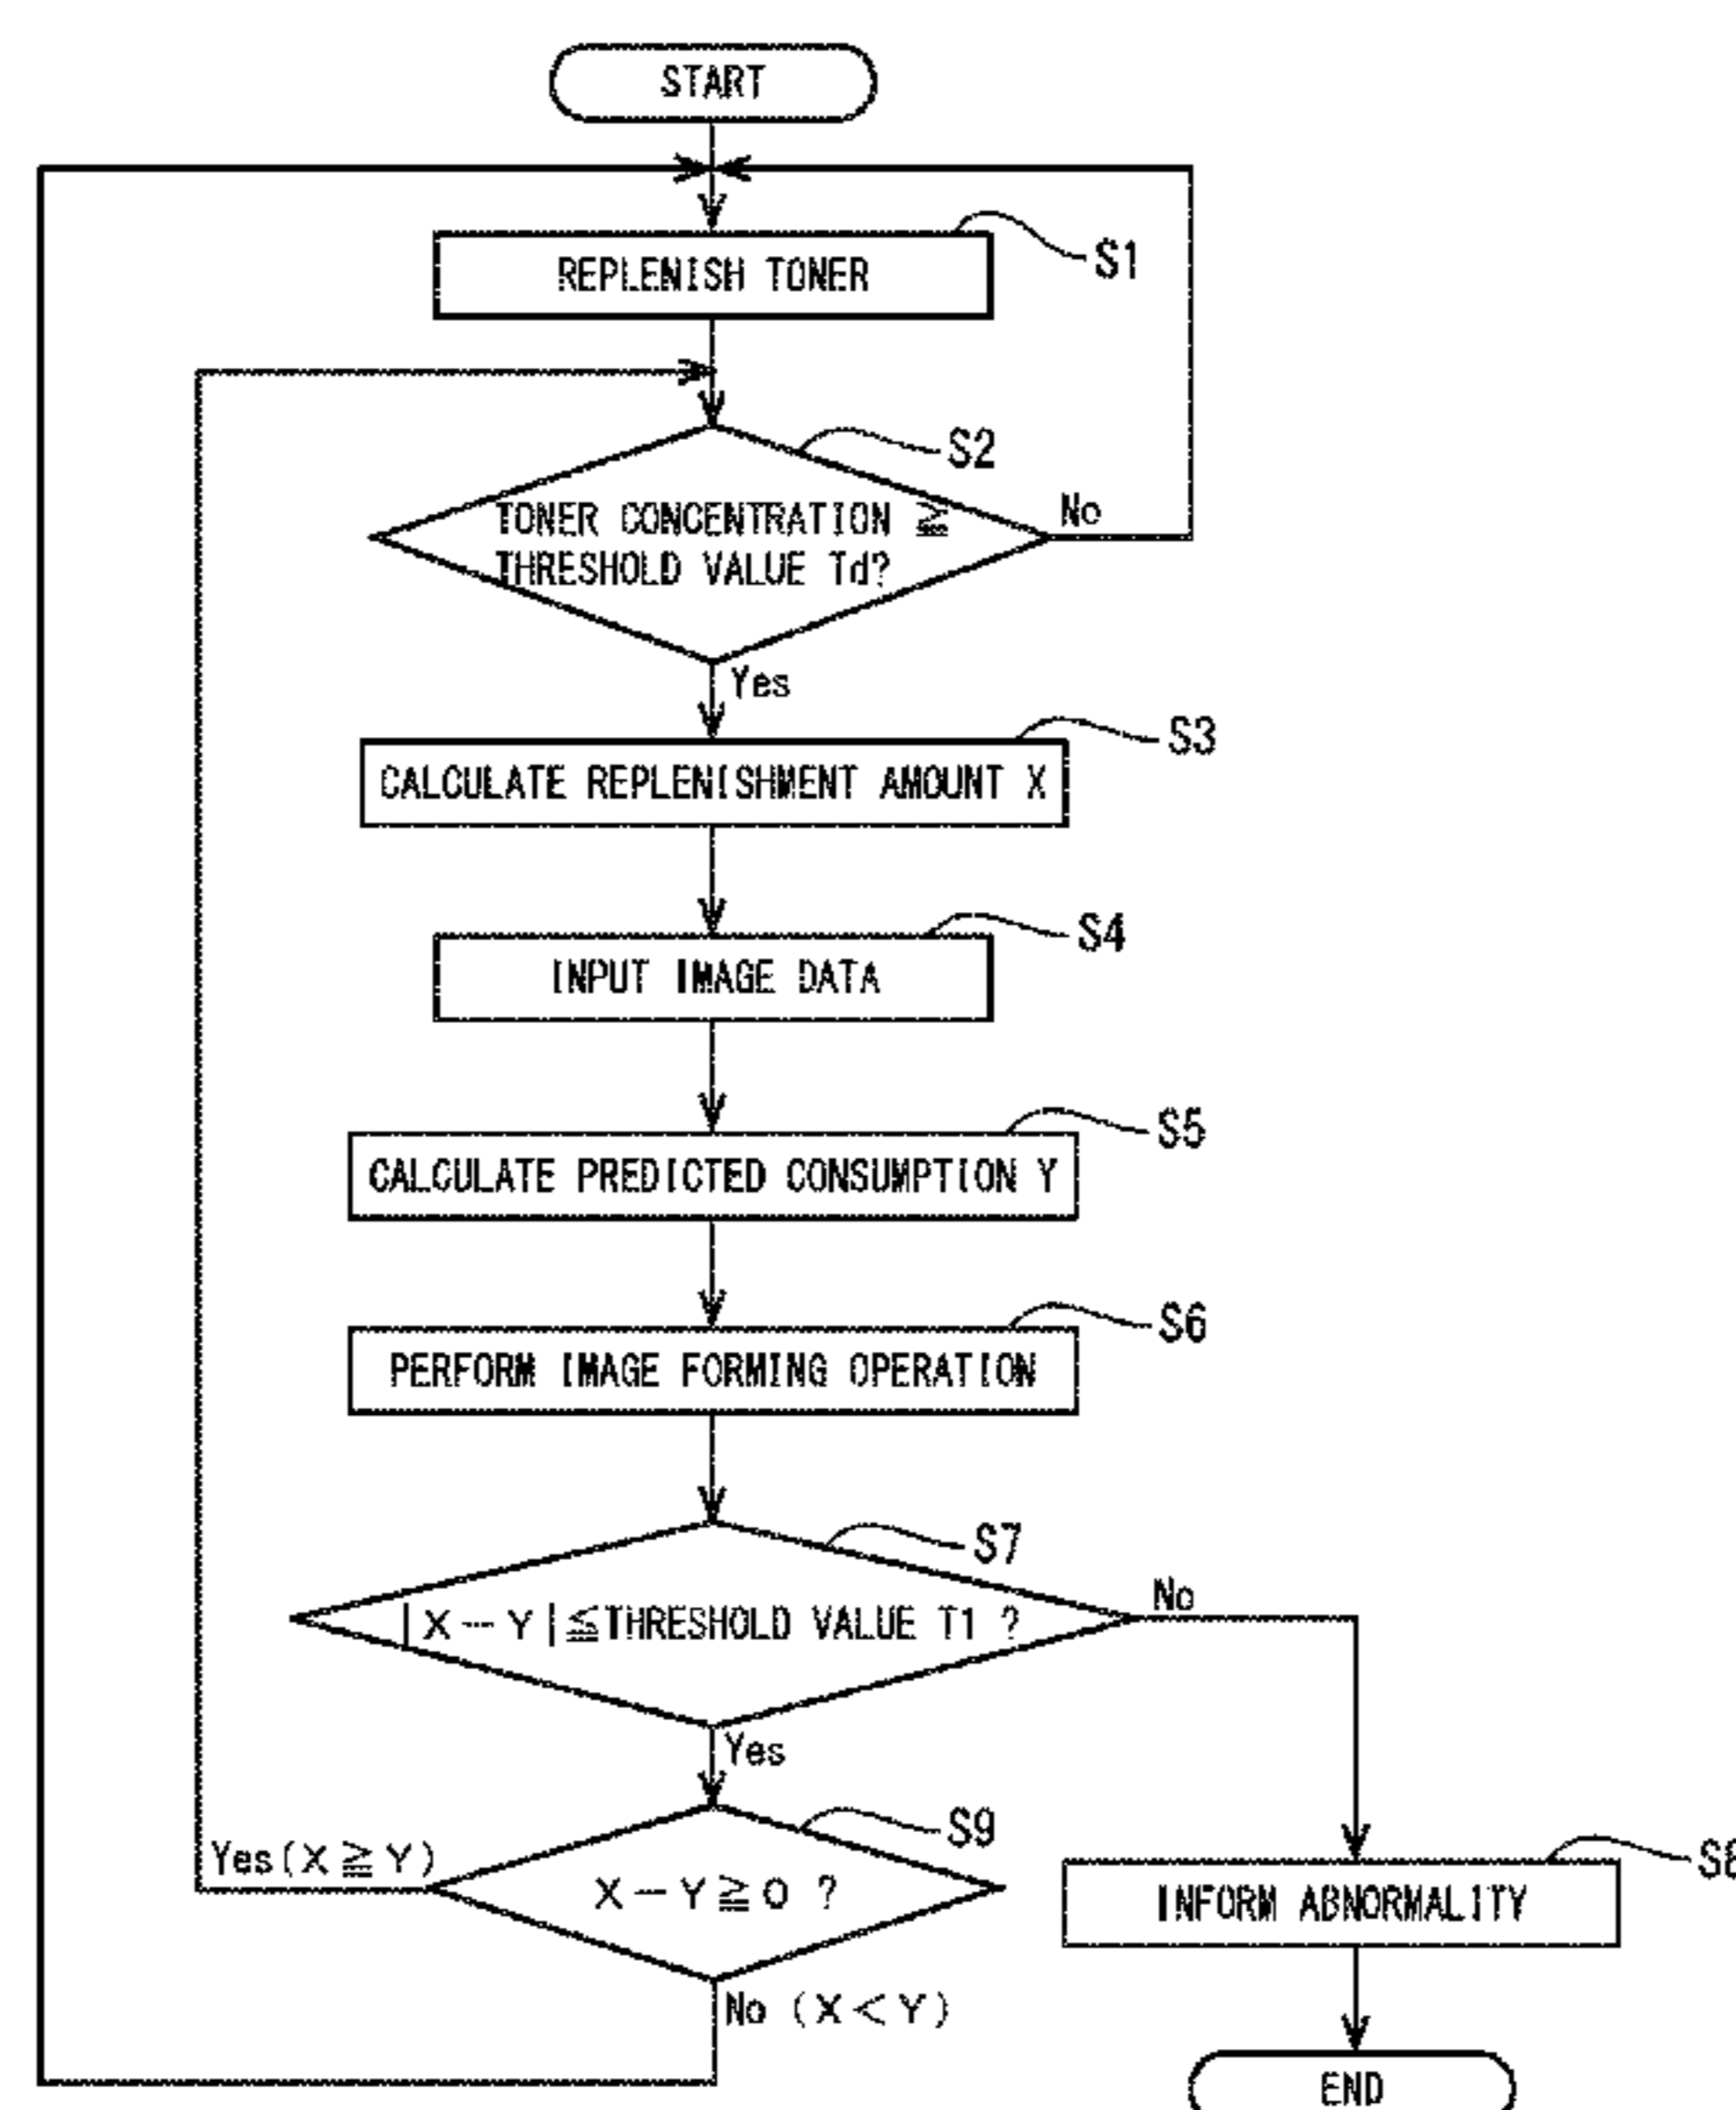 START
REPLENISH TONER
S1
S2
TONER CONCENTRATION ≧
THRESHOLD VALUE Td?
No
Yes
S3
CALCULATE REPLENISHMENT AMOUNT X
S4
INPUT IMAGE DATA
S5
CALCULATE PREDICTED CONSUMPTION Y
S6
PERFORM IMAGE FORMING OPERATION
S7
|X-Y|≦THRESHOLD VALUE T1 ?
No
Yes
S9
Yes(X≧Y)
X-Y≧0 ?
S8
INFORM ABNORMALITY
No (X<Y)
END